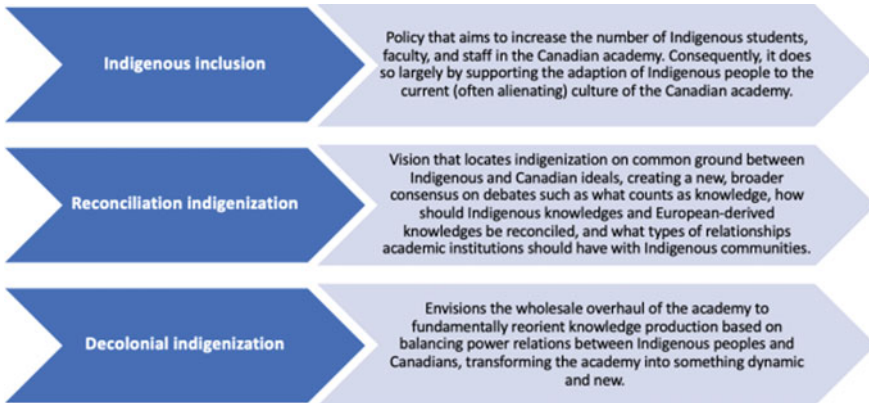 Indigenous inclusion
Policy that aims to increase the number of Indigenous students,
faculty, and staff in the Canadian academy. Consequently, it does
so largely by supporting the adaption of Indigenous people to the
current (often alienating) culture of the Canadian academy.
Reconciliation indigenization
Vision that locates indigenization on common ground between
Indigenous and Canadian ideals, creating a new, broader
consensus on debates such as what counts as knowledge, how
should Indigenous knowledges and European-derived
knowledges be reconciled, and what types of relationships
academic institutions should have with Indigenous communities.
Decolonial indigenization
Envisions the wholesale overhaul of the academy to
fundamentally reorient knowledge production based on
balancing power relations between Indigenous peoples and
Canadians, transforming the academy into something dynamic
and new.